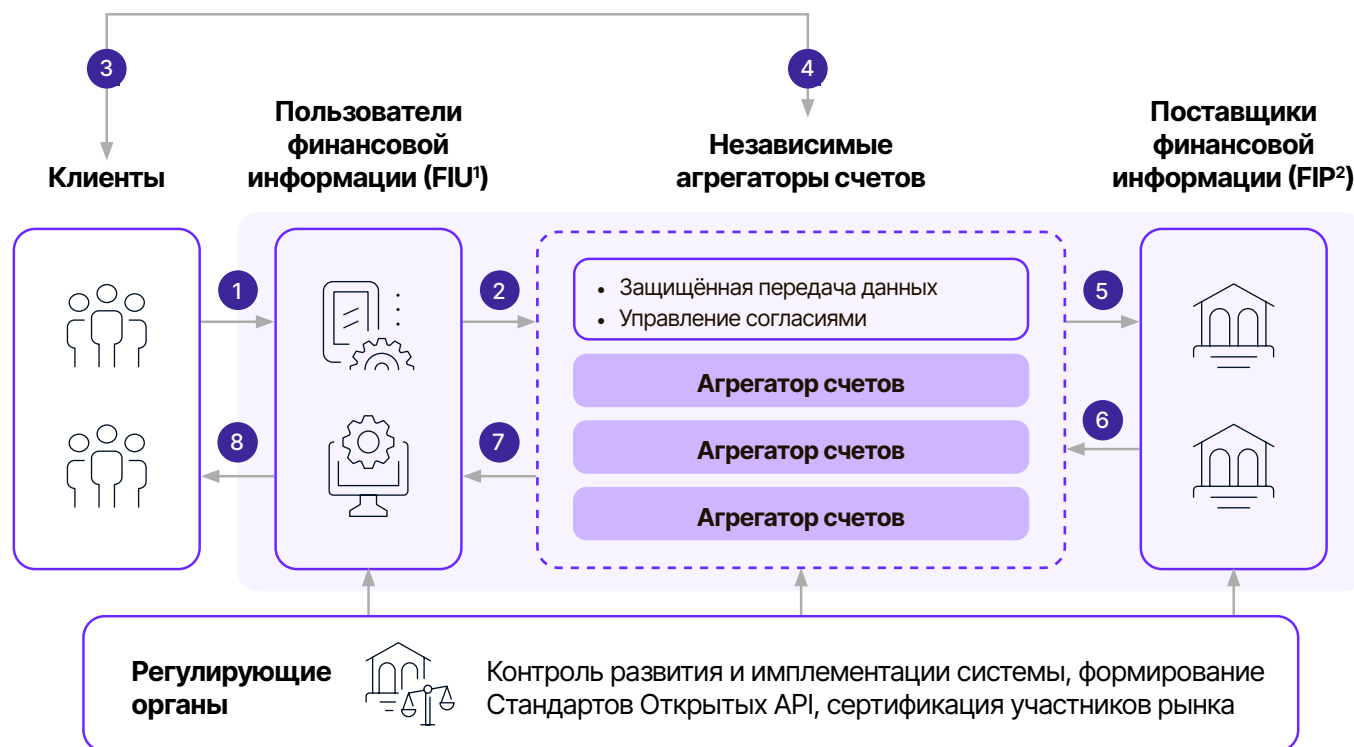 3
4
Клиенты
Пользователи
финансовой
информации (FIU¹)
Независимые
агрегаторы счетов
Поставщики
финансовой
информации (FIP²)
1
2
• Защищённая передача данных
• Управление согласиями
5
Агрегатор счетов
8
7
Агрегатор счетов
6
Агрегатор счетов
Регулирующие
органы
Контроль развития и имплементации системы, формирование
Стандартов Открытых API, сертификация участников рынка